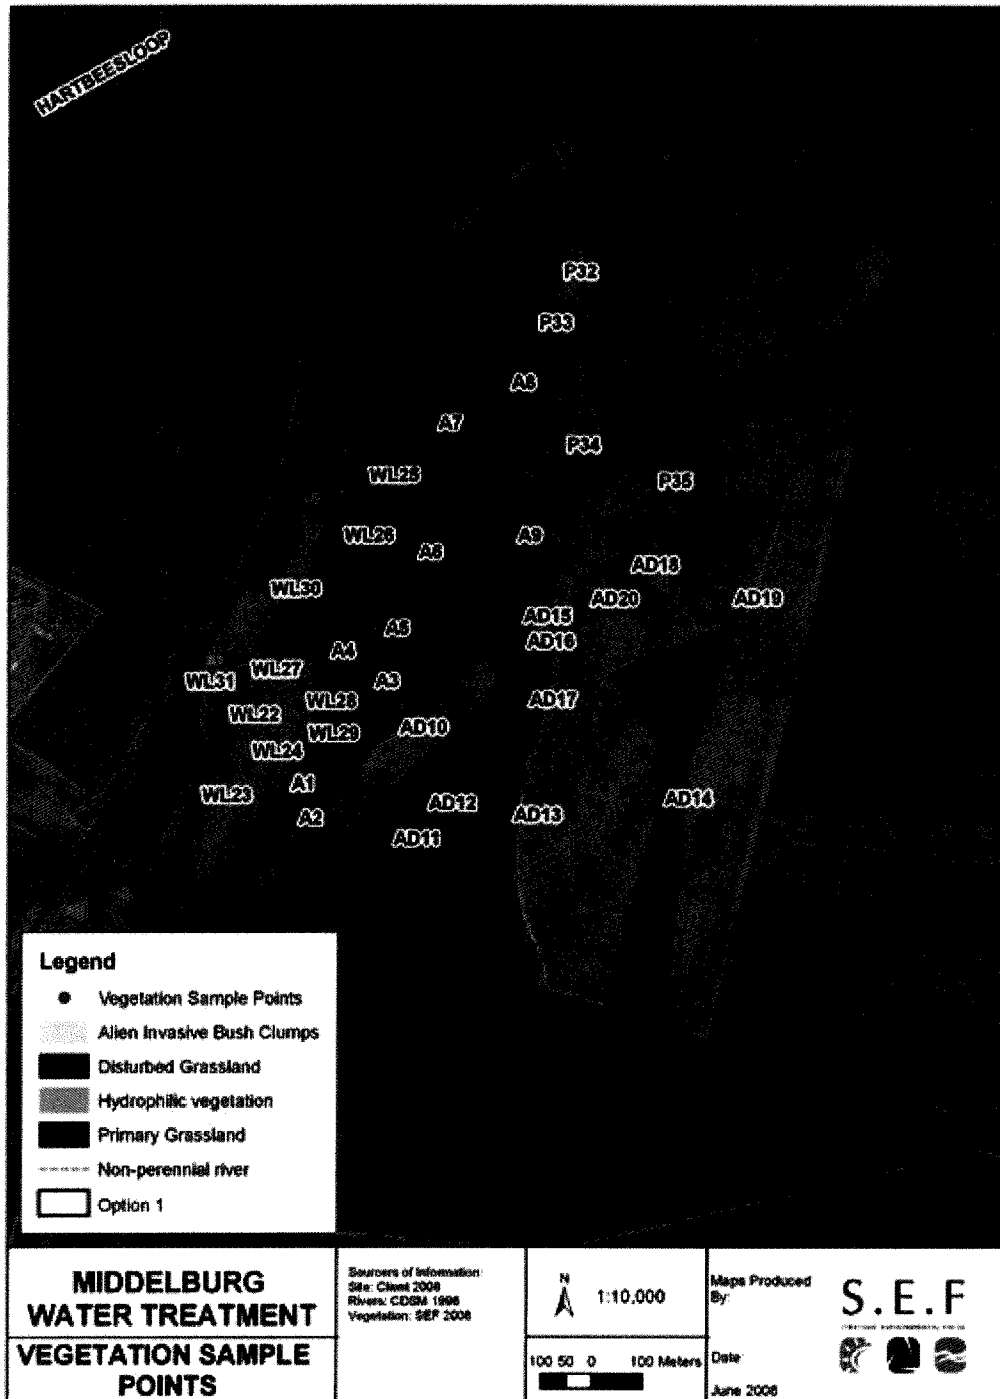 HARTBEESLOOP
P32
P33
A8
A7
P34
WL25
P35
WL26
A6
A9
AD18
WL30
AD20
AD19
AD15
A5
AD16
A4
WL27
WL31
A3
WL28
AD17
WL22
AD10
WL29
WL24
A1
WL23
AD12
AD14
A2
AD13
AD11
Legend
Vegetation Sample Points
Alien Invasive Bush Clumps
Disturbed Grassland
Hydrophilic vegetation
Primary Grassland
Non-perennial river
Option 1
MIDDELBURG
WATER TREATMENT
VEGETATION SAMPLE
POINTS
Sources of Information:
Site: Client 2008
Rivers: CDSM 1996
Vegetation: SEF 2008
N
1:10,000
100 50 0 100 Meters
Maps Produced
By:
S.E.F
Date:
June 2008